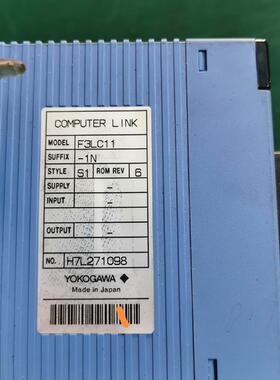 COMPUTER LINK
MODEL F3LC11
SUFFIX -1N
STYLE S1 ROM REV 6
SUPPLY -
INPUT -
OUTPUT -
NO. H7L271098
YOKOGAWA
Made in Japan